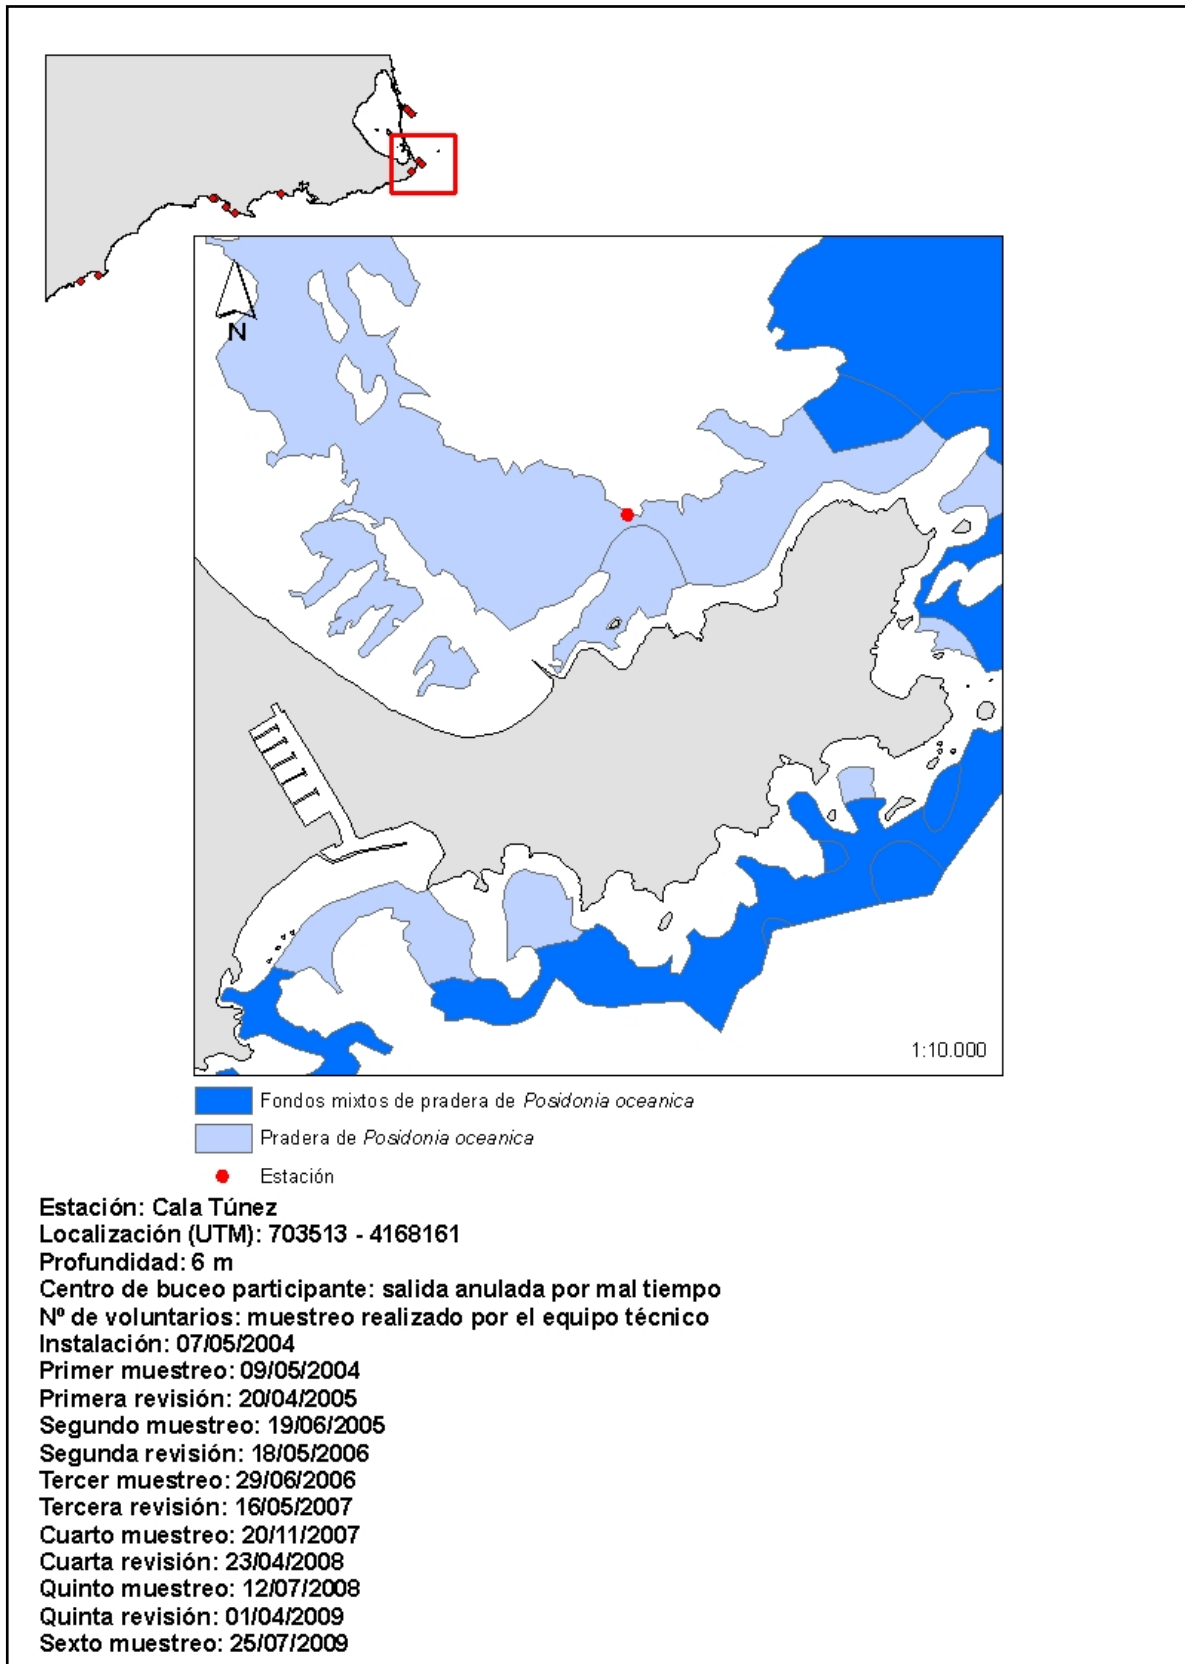 N
1:10.000
Fondos mixtos de pradera de Posidonia oceanica
Pradera de Posidonia oceanica
Estación
Estación: Cala Túnez
Localización (UTM): 703513 - 4168161
Profundidad: 6 m
Centro de buceo participante: salida anulada por mal tiempo
Nº de voluntarios: muestreo realizado por el equipo técnico
Instalación: 07/05/2004
Primer muestreo: 09/05/2004
Primera revisión: 20/04/2005
Segundo muestreo: 19/06/2005
Segunda revisión: 18/05/2006
Tercer muestreo: 29/06/2006
Tercera revisión: 16/05/2007
Cuarto muestreo: 20/11/2007
Cuarta revisión: 23/04/2008
Quinto muestreo: 12/07/2008
Quinta revisión: 01/04/2009
Sexto muestreo: 25/07/2009